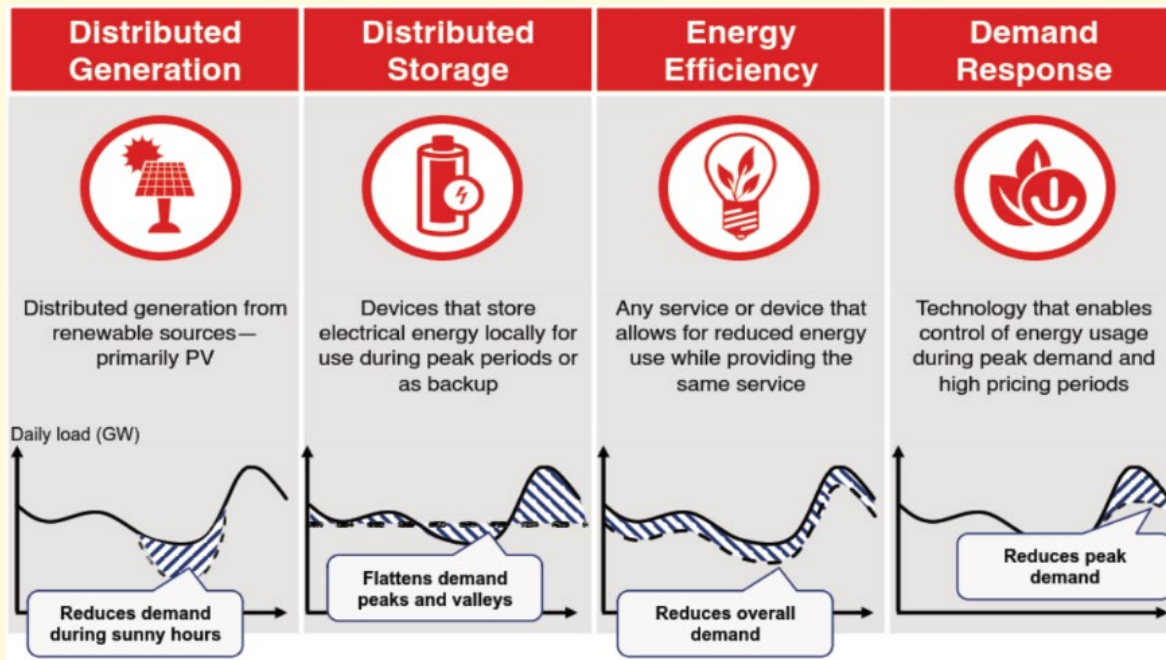 Distributed
Generation
Distributed
Storage
Energy
Efficiency
Demand
Response
Distributed generation from
renewable sources—
primarily PV
Devices that store
electrical energy locally for
use during peak periods or
as backup
Any service or device that
allows for reduced energy
use while providing the
same service
Technology that enables
control of energy usage
during peak demand and
high pricing periods
Daily load (GW)
Reduces demand
during sunny hours
Flattens demand
peaks and valleys
Reduces overall
demand
Reduces peak
demand